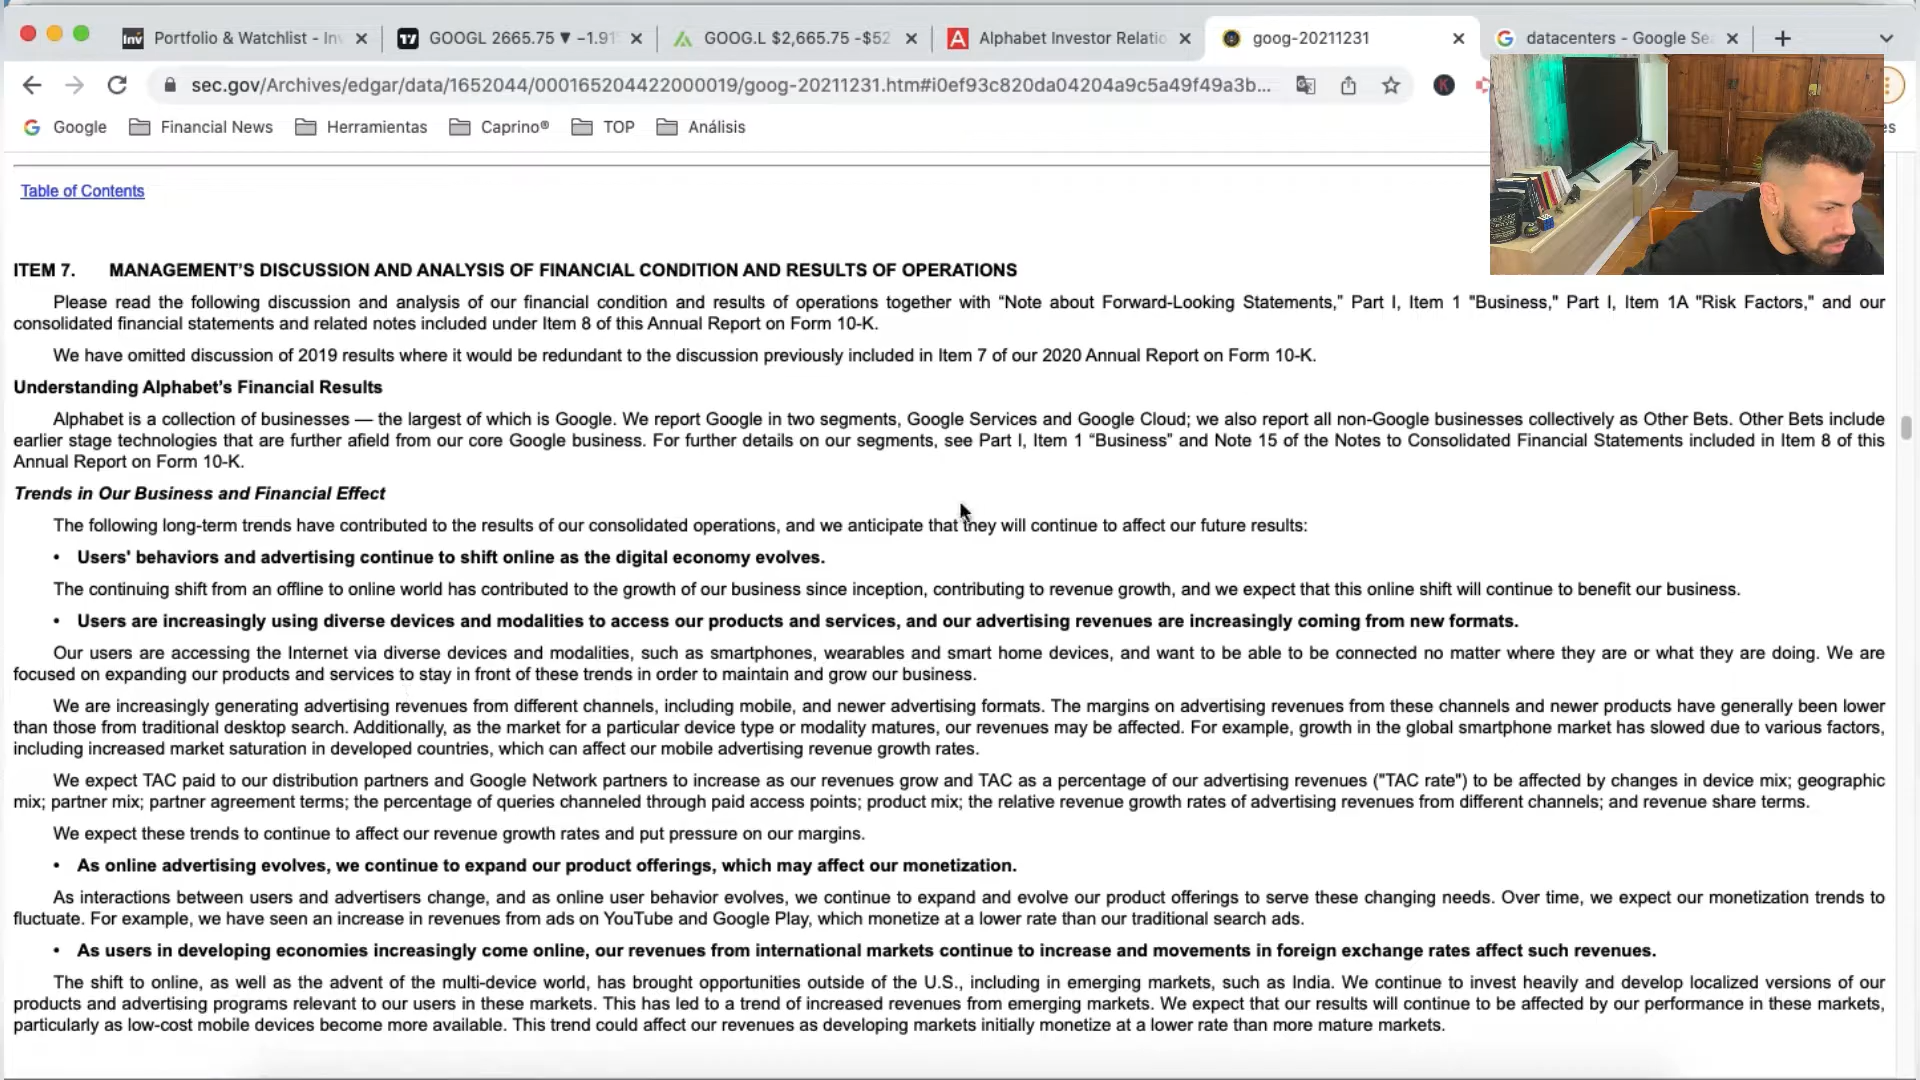 Portfolio & Watchlist - Inv
GOOGL 2665.75 ▼ −1.91
GOOG.L $2,665.75 -$52
Alphabet Investor Relatio
goog-20211231
datacenters - Google Se
sec.gov/Archives/edgar/data/1652044/000165204422000019/goog-20211231.htm#i0ef93c820da04204a9c5a49f49a3b...
Google
Financial News
Herramientas
Caprino®
TOP
Análisis
Table of Contents
ITEM 7. MANAGEMENT’S DISCUSSION AND ANALYSIS OF FINANCIAL CONDITION AND RESULTS OF OPERATIONS
Please read the following discussion and analysis of our financial condition and results of operations together with “Note about Forward-Looking Statements,” Part I, Item 1 "Business," Part I, Item 1A "Risk Factors," and our
consolidated financial statements and related notes included under Item 8 of this Annual Report on Form 10-K.
We have omitted discussion of 2019 results where it would be redundant to the discussion previously included in Item 7 of our 2020 Annual Report on Form 10-K.
Understanding Alphabet’s Financial Results
Alphabet is a collection of businesses — the largest of which is Google. We report Google in two segments, Google Services and Google Cloud; we also report all non-Google businesses collectively as Other Bets. Other Bets include
earlier stage technologies that are further afield from our core Google business. For further details on our segments, see Part I, Item 1 “Business” and Note 15 of the Notes to Consolidated Financial Statements included in Item 8 of this
Annual Report on Form 10-K.
Trends in Our Business and Financial Effect
The following long-term trends have contributed to the results of our consolidated operations, and we anticipate that they will continue to affect our future results:
• Users' behaviors and advertising continue to shift online as the digital economy evolves.
The continuing shift from an offline to online world has contributed to the growth of our business since inception, contributing to revenue growth, and we expect that this online shift will continue to benefit our business.
• Users are increasingly using diverse devices and modalities to access our products and services, and our advertising revenues are increasingly coming from new formats.
Our users are accessing the Internet via diverse devices and modalities, such as smartphones, wearables and smart home devices, and want to be able to be connected no matter where they are or what they are doing. We are
focused on expanding our products and services to stay in front of these trends in order to maintain and grow our business.
We are increasingly generating advertising revenues from different channels, including mobile, and newer advertising formats. The margins on advertising revenues from these channels and newer products have generally been lower
than those from traditional desktop search. Additionally, as the market for a particular device type or modality matures, our revenues may be affected. For example, growth in the global smartphone market has slowed due to various factors,
including increased market saturation in developed countries, which can affect our mobile advertising revenue growth rates.
We expect TAC paid to our distribution partners and Google Network partners to increase as our revenues grow and TAC as a percentage of our advertising revenues ("TAC rate") to be affected by changes in device mix; geographic
mix; partner mix; partner agreement terms; the percentage of queries channeled through paid access points; product mix; the relative revenue growth rates of advertising revenues from different channels; and revenue share terms.
We expect these trends to continue to affect our revenue growth rates and put pressure on our margins.
• As online advertising evolves, we continue to expand our product offerings, which may affect our monetization.
As interactions between users and advertisers change, and as online user behavior evolves, we continue to expand and evolve our product offerings to serve these changing needs. Over time, we expect our monetization trends to
fluctuate. For example, we have seen an increase in revenues from ads on YouTube and Google Play, which monetize at a lower rate than our traditional search ads.
• As users in developing economies increasingly come online, our revenues from international markets continue to increase and movements in foreign exchange rates affect such revenues.
The shift to online, as well as the advent of the multi-device world, has brought opportunities outside of the U.S., including in emerging markets, such as India. We continue to invest heavily and develop localized versions of our
products and advertising programs relevant to our users in these markets. This has led to a trend of increased revenues from emerging markets. We expect that our results will continue to be affected by our performance in these markets,
particularly as low-cost mobile devices become more available. This trend could affect our revenues as developing markets initially monetize at a lower rate than more mature markets.